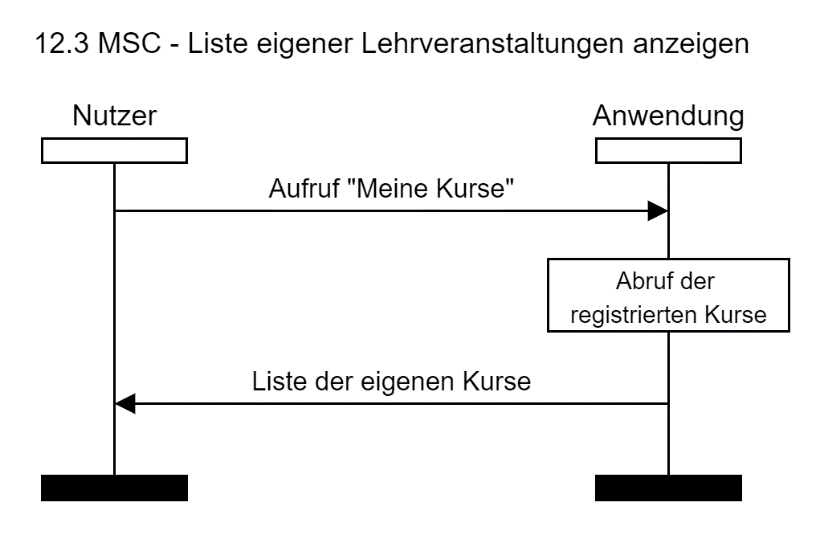 12.3 MSC - Liste eigener Lehrveranstaltungen anzeigen
Nutzer
Anwendung
Aufruf "Meine Kurse"
Abruf der
registrierten Kurse
Liste der eigenen Kurse